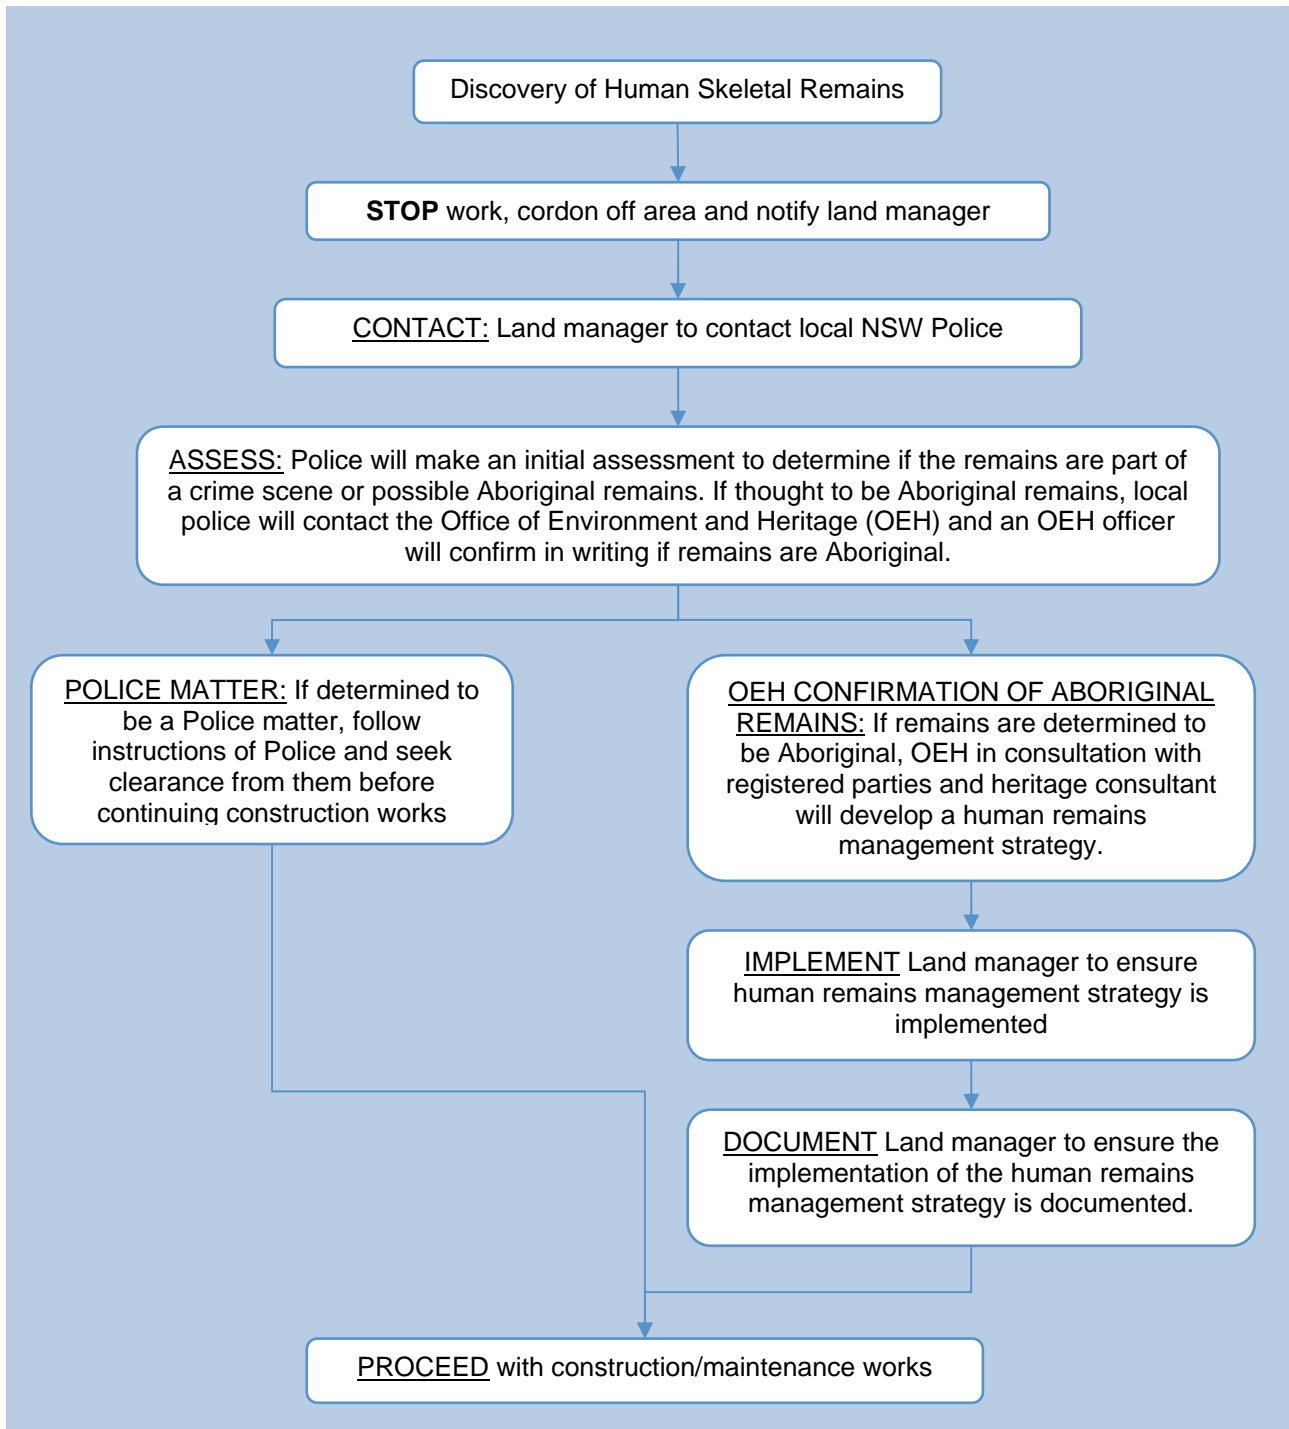 Discovery of Human Skeletal Remains
STOP work, cordon off area and notify land manager
CONTACT: Land manager to contact local NSW Police
ASSESS: Police will make an initial assessment to determine if the remains are part of
a crime scene or possible Aboriginal remains. If thought to be Aboriginal remains, local
police will contact the Office of Environment and Heritage (OEH) and an OEH officer
will confirm in writing if remains are Aboriginal.
POLICE MATTER: If determined to
be a Police matter, follow
instructions of Police and seek
clearance from them before
continuing construction works
OEH CONFIRMATION OF ABORIGINAL
REMAINS: If remains are determined to
be Aboriginal, OEH in consultation with
registered parties and heritage consultant
will develop a human remains
management strategy.
IMPLEMENT Land manager to ensure
human remains management strategy is
implemented
DOCUMENT Land manager to ensure the
implementation of the human remains
management strategy is documented.
PROCEED with construction/maintenance works